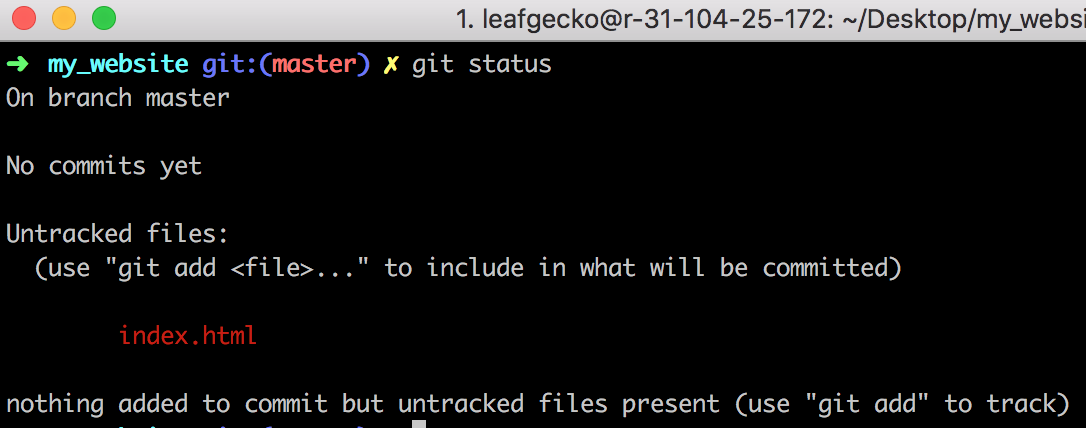 1. leafgecko@r-31-104-25-172: ~/Desktop/my_websi
➜ my_website git:(master) ✗ git status
On branch master
No commits yet
Untracked files:
(use "git add <file>..." to include in what will be committed)
index.html
nothing added to commit but untracked files present (use "git add" to track)